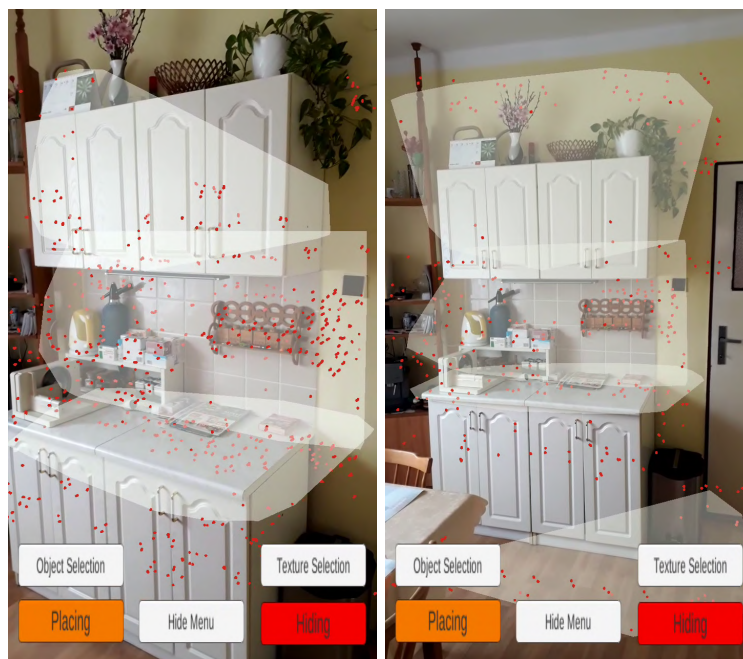 Object Selection
Texture Selection
Placing
Hide Menu
Hiding
Object Selection
Texture Selection
Placing
Hide Menu
Hiding